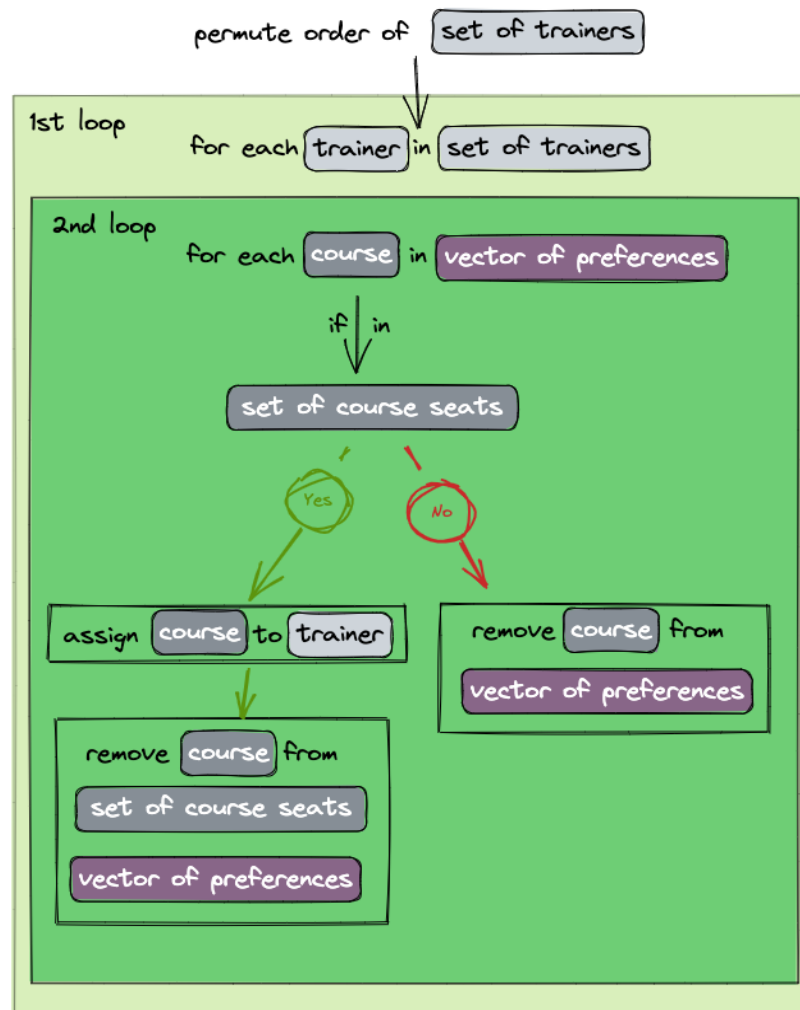 permute order of set of trainers
1st loop
for each trainer in set of trainers
2nd loop
for each course in vector of preferences
if in
set of course seats
Yes
No
assign course to trainer
remove course from
vector of preferences
remove course from
set of course seats
vector of preferences